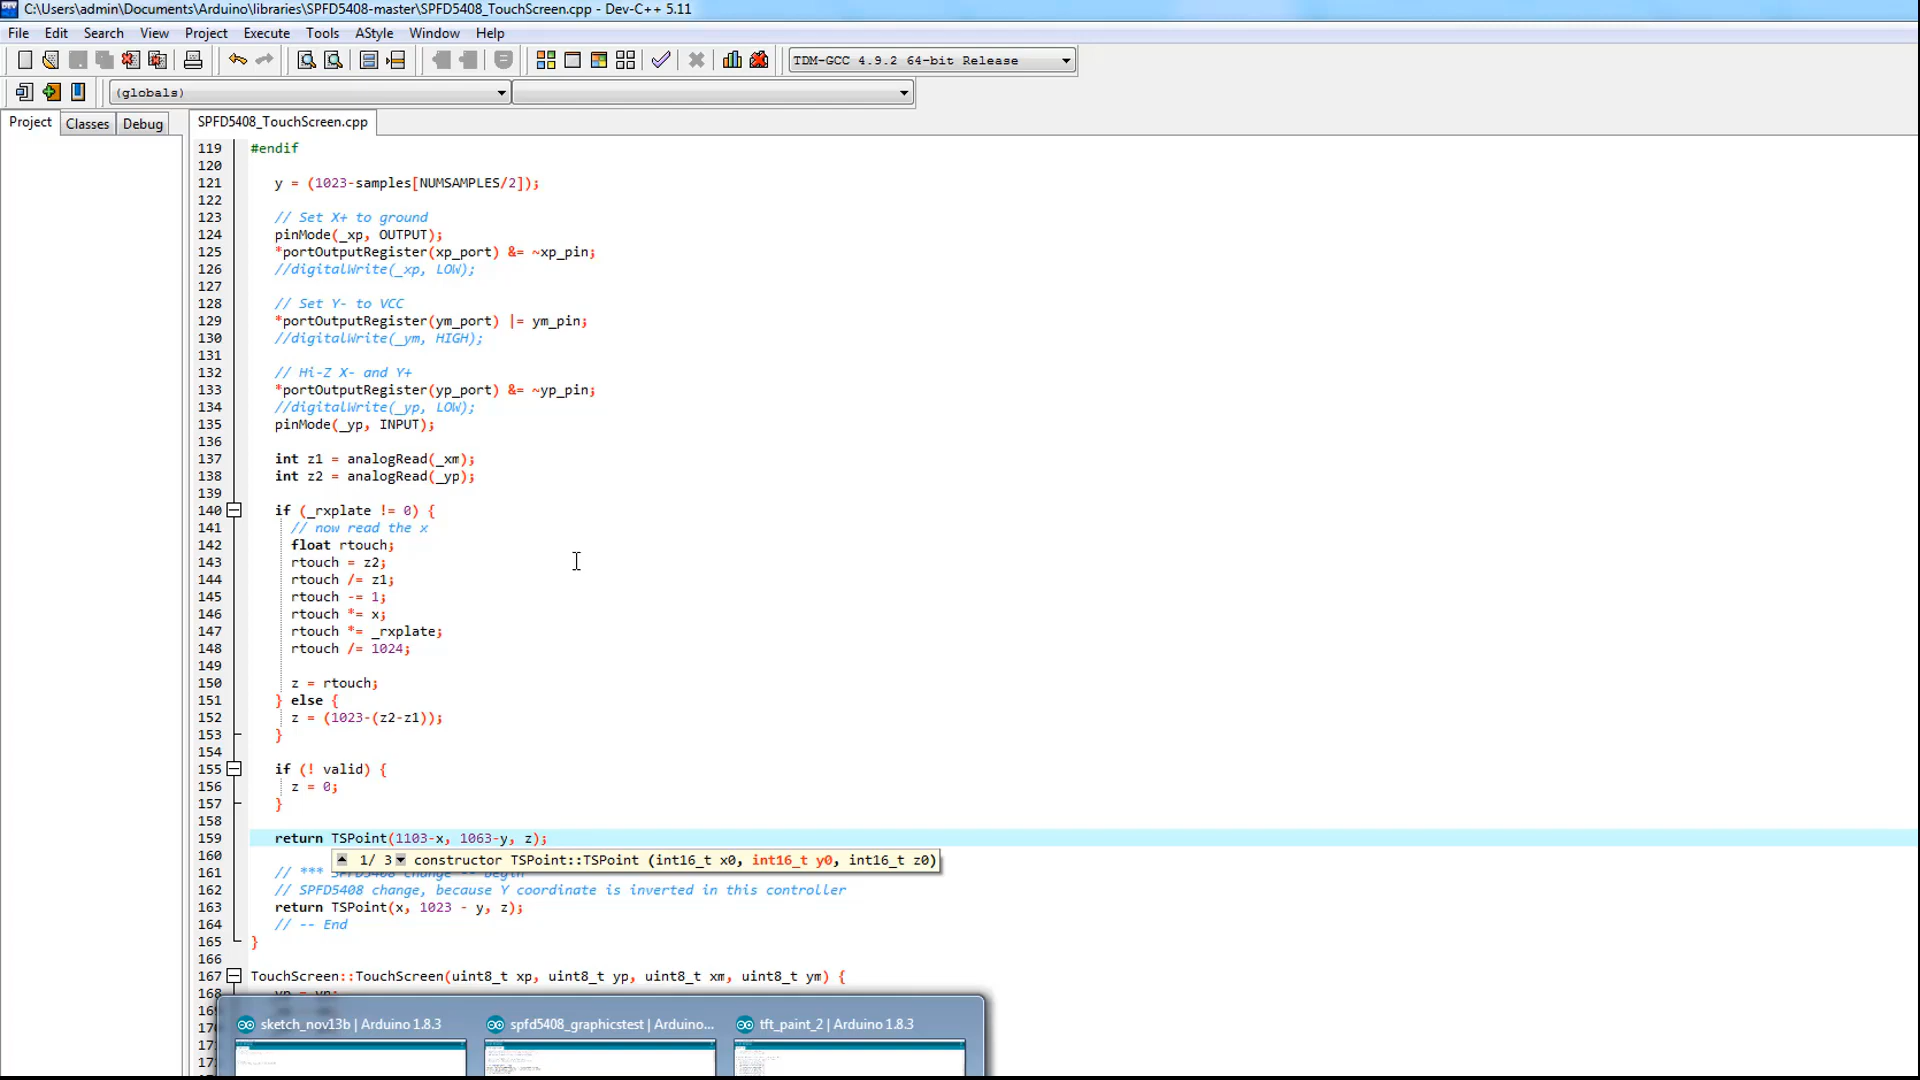 C:\Users\admin\Documents\Arduino\libraries\SPFD5408-master\SPFD5408_TouchScreen.cpp - Dev-C++ 5.11
File Edit Search View Project Execute Tools AStyle Window Help
TDM-GCC 4.9.2 64-bit Release
(globals)
Project Classes Debug
SPFD5408_TouchScreen.cpp
119 #endif
120
121 y = (1023-samples[NUMSAMPLES/2]);
122
123 // Set X+ to ground
124 pinMode(_xp, OUTPUT);
125 *portOutputRegister(xp_port) &= ~xp_pin;
126 //digitalWrite(_xp, LOW);
127
128 // Set Y- to VCC
129 *portOutputRegister(ym_port) |= ym_pin;
130 //digitalWrite(_ym, HIGH);
131
132 // Hi-Z X- and Y+
133 *portOutputRegister(yp_port) &= ~yp_pin;
134 //digitalWrite(_yp, LOW);
135 pinMode(_yp, INPUT);
136
137 int z1 = analogRead(_xm);
138 int z2 = analogRead(_yp);
139
140 if (_rxplate != 0) {
141 // now read the x
142 float rtouch;
143 rtouch = z2;
144 rtouch /= z1;
145 rtouch -= 1;
146 rtouch *= x;
147 rtouch *= _rxplate;
148 rtouch /= 1024;
149
150 z = rtouch;
151 } else {
152 z = (1023-(z2-z1));
153 }
154
155 if (! valid) {
156 z = 0;
157 }
158
159 return TSPoint(1103-x, 1063-y, z);
160 1/ 3 constructor TSPoint::TSPoint (int16_t x0, int16_t y0, int16_t z0)
161 // *** SPFD5408 change -- begin
162 // SPFD5408 change, because Y coordinate is inverted in this controller
163 return TSPoint(x, 1023 - y, z);
164 // -- End
165 }
166
167 TouchScreen::TouchScreen(uint8_t xp, uint8_t yp, uint8_t xm, uint8_t ym) {
168
sketch_nov13b | Arduino 1.8.3
spfd5408_graphicstest | Arduino...
tft_paint_2 | Arduino 1.8.3